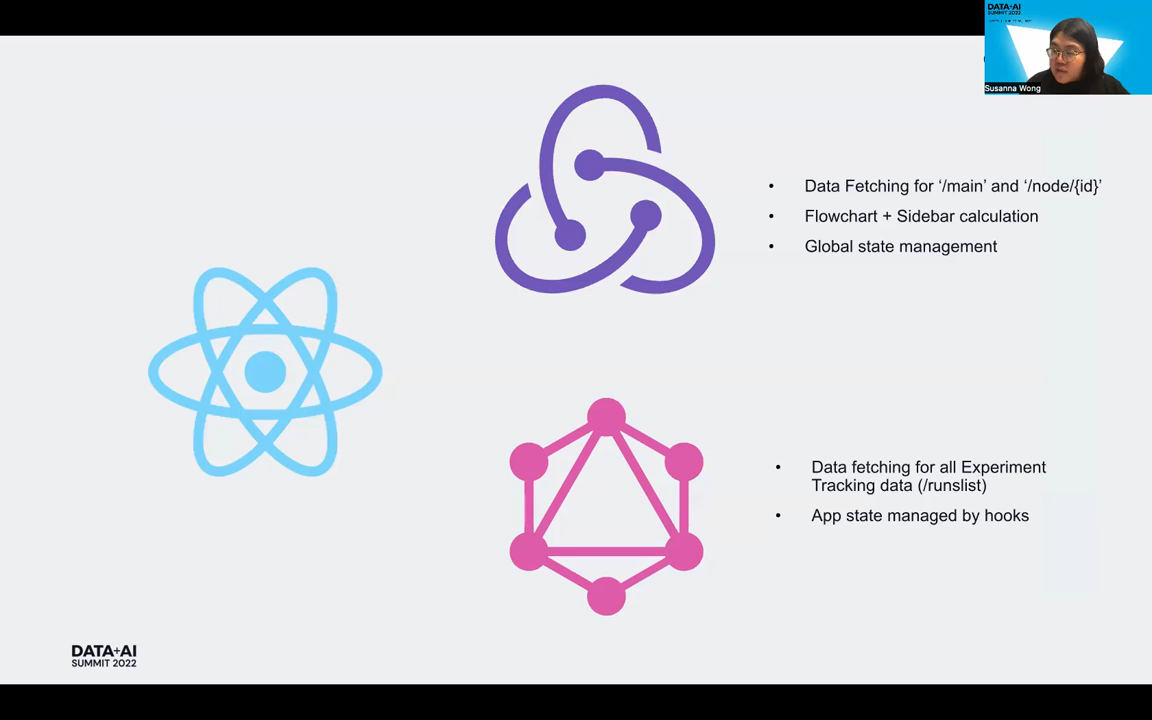 DATA+AI
SUMMIT 2022
Susanna Wong
• Data Fetching for ‘/main’ and ‘/node/{id}’
• Flowchart + Sidebar calculation
• Global state management
• Data fetching for all Experiment
Tracking data (/runslist)
• App state managed by hooks
DATA+AI
SUMMIT 2022